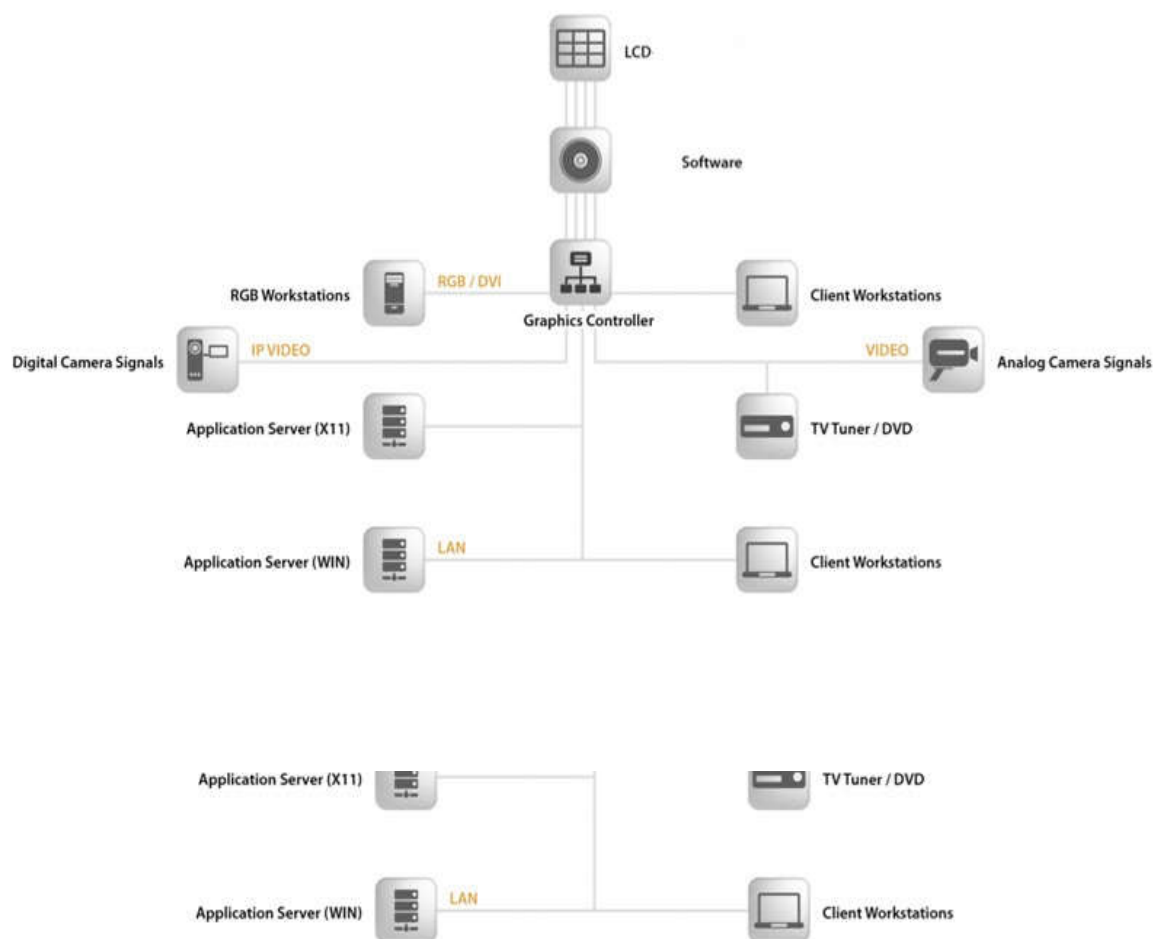 LCD
Software
RGB Workstations
RGB / DVI
Graphics Controller
Client Workstations
Digital Camera Signals
IP VIDEO
VIDEO
Analog Camera Signals
Application Server (X11)
TV Tuner / DVD
Application Server (WIN)
LAN
Client Workstations
Application Server (X11)
TV Tuner / DVD
Application Server (WIN)
LAN
Client Workstations